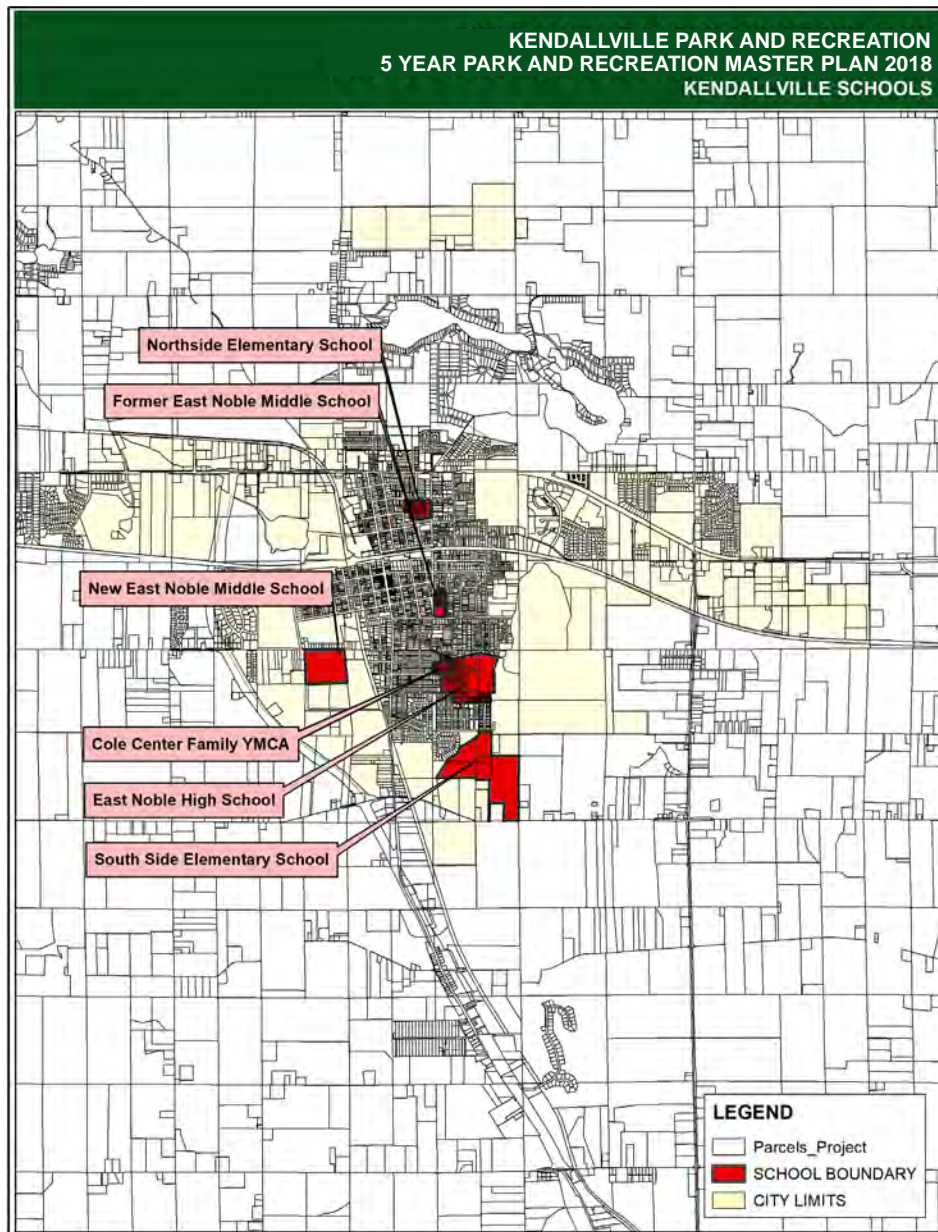 KENDALLVILLE PARK AND RECREATION
5 YEAR PARK AND RECREATION MASTER PLAN 2018
KENDALLVILLE SCHOOLS
Northside Elementary School
Former East Noble Middle School
New East Noble Middle School
Cole Center Family YMCA
East Noble High School
South Side Elementary School
LEGEND
Parcels_Project
SCHOOL BOUNDARY
CITY LIMITS